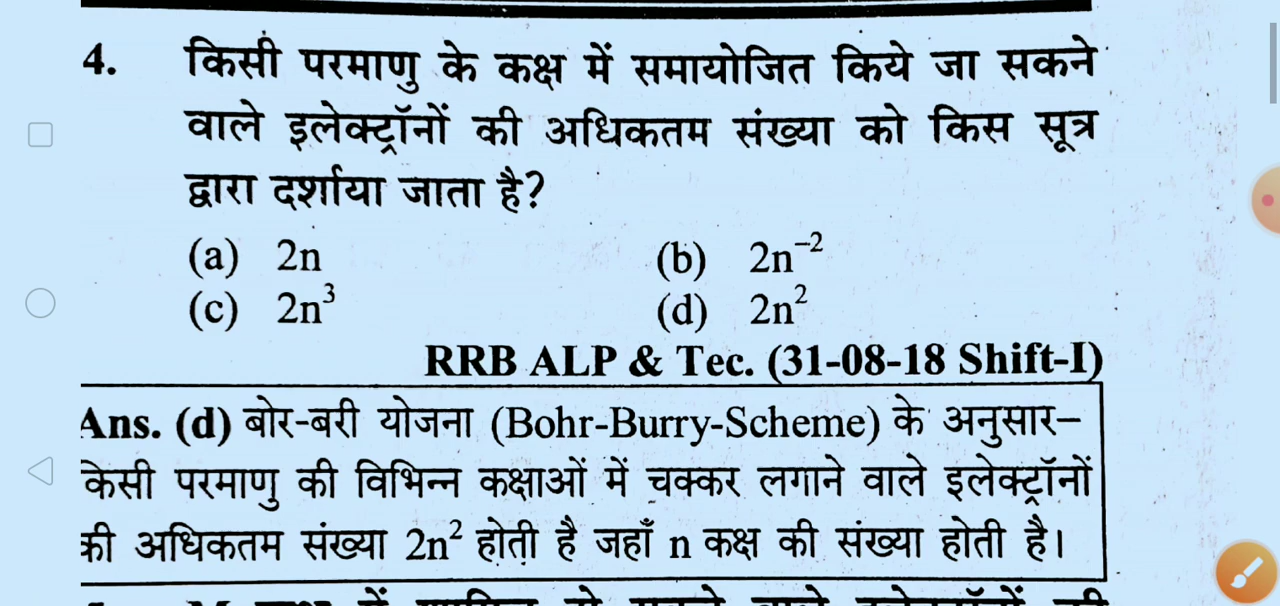 4. किसी परमाणु के कक्ष में समायोजित किये जा सकने
वाले इलेक्ट्रॉनों की अधिकतम संख्या को किस सूत्र
द्वारा दर्शाया जाता है?
(a) 2n (b) 2n⁻²
(c) 2n³ (d) 2n²
RRB ALP & Tec. (31-08-18 Shift-I)
Ans. (d) बोर-बरी योजना (Bohr-Burry-Scheme) के अनुसार–
केसी परमाणु की विभिन्न कक्षाओं में चक्कर लगाने वाले इलेक्ट्रॉनों
की अधिकतम संख्या 2n² होती है जहाँ n कक्ष की संख्या होती है।